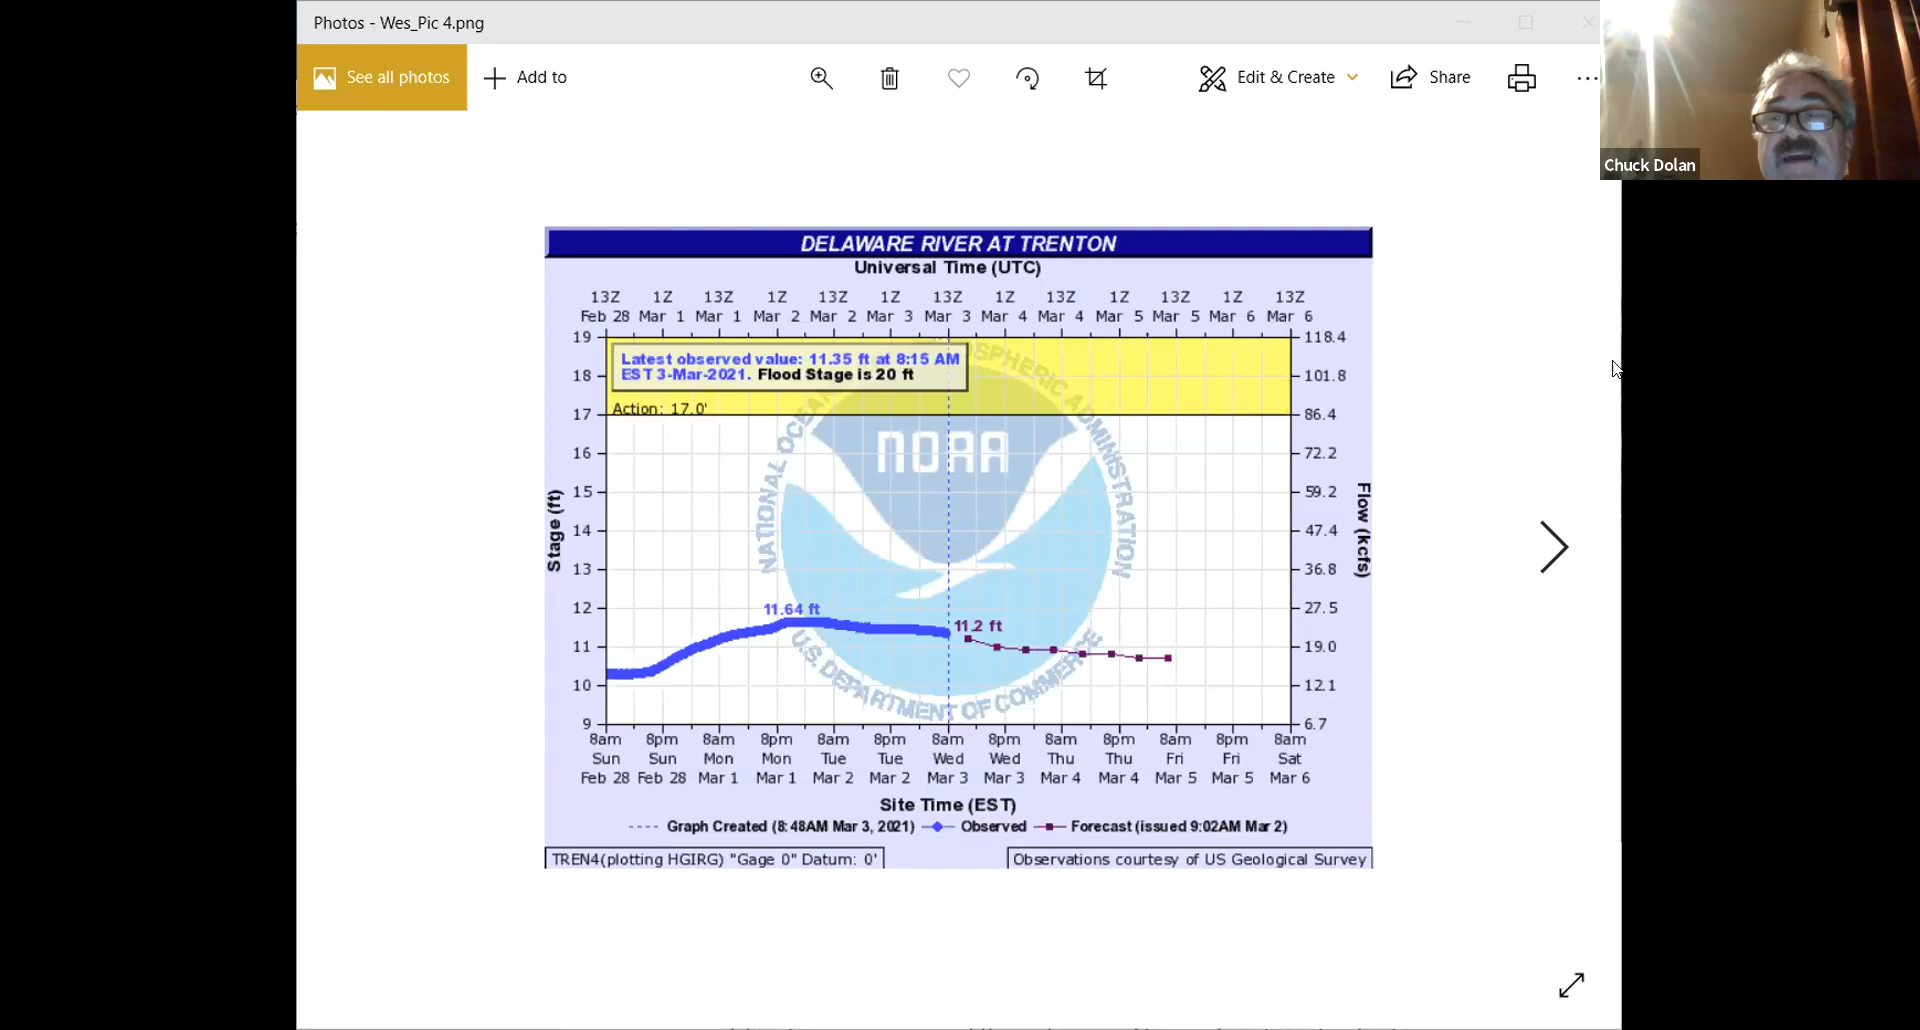 Photos - Wes_Pic 4.png
See all photos
Add to
Edit & Create
Share
Chuck Dolan
DELAWARE RIVER AT TRENTON
Universal Time (UTC)
13Z 1Z 13Z 1Z 13Z 1Z 13Z 1Z 13Z 1Z 13Z 1Z 13Z
Feb 28 Mar 1 Mar 1 Mar 2 Mar 2 Mar 3 Mar 3 Mar 4 Mar 4 Mar 5 Mar 5 Mar 6 Mar 6
19 118.4
Latest observed value: 11.35 ft at 8:15 AM
EST 3-Mar-2021. Flood Stage is 20 ft
18 101.8
Action: 17.0'
17 86.4
16 72.2
15 59.2
14 47.4
13 36.8
12 27.5
11 19.0
10 12.1
9 6.7
Stage (ft)
Flow (kcfs)
NOAA
NATIONAL OCEANIC AND ATMOSPHERIC ADMINISTRATION
U.S. DEPARTMENT OF COMMERCE
11.64 ft
11.2 ft
8am 8pm 8am 8pm 8am 8pm 8am 8pm 8am 8pm 8am 8pm 8am
Sun Sun Mon Mon Tue Tue Wed Wed Thu Thu Fri Fri Sat
Feb 28 Feb 28 Mar 1 Mar 1 Mar 2 Mar 2 Mar 3 Mar 3 Mar 4 Mar 4 Mar 5 Mar 5 Mar 6
Site Time (EST)
Graph Created (8:48AM Mar 3, 2021) Observed Forecast (issued 9:02AM Mar 2)
TREN4(plotting HGIRG) "Gage 0" Datum: 0'
Observations courtesy of US Geological Survey